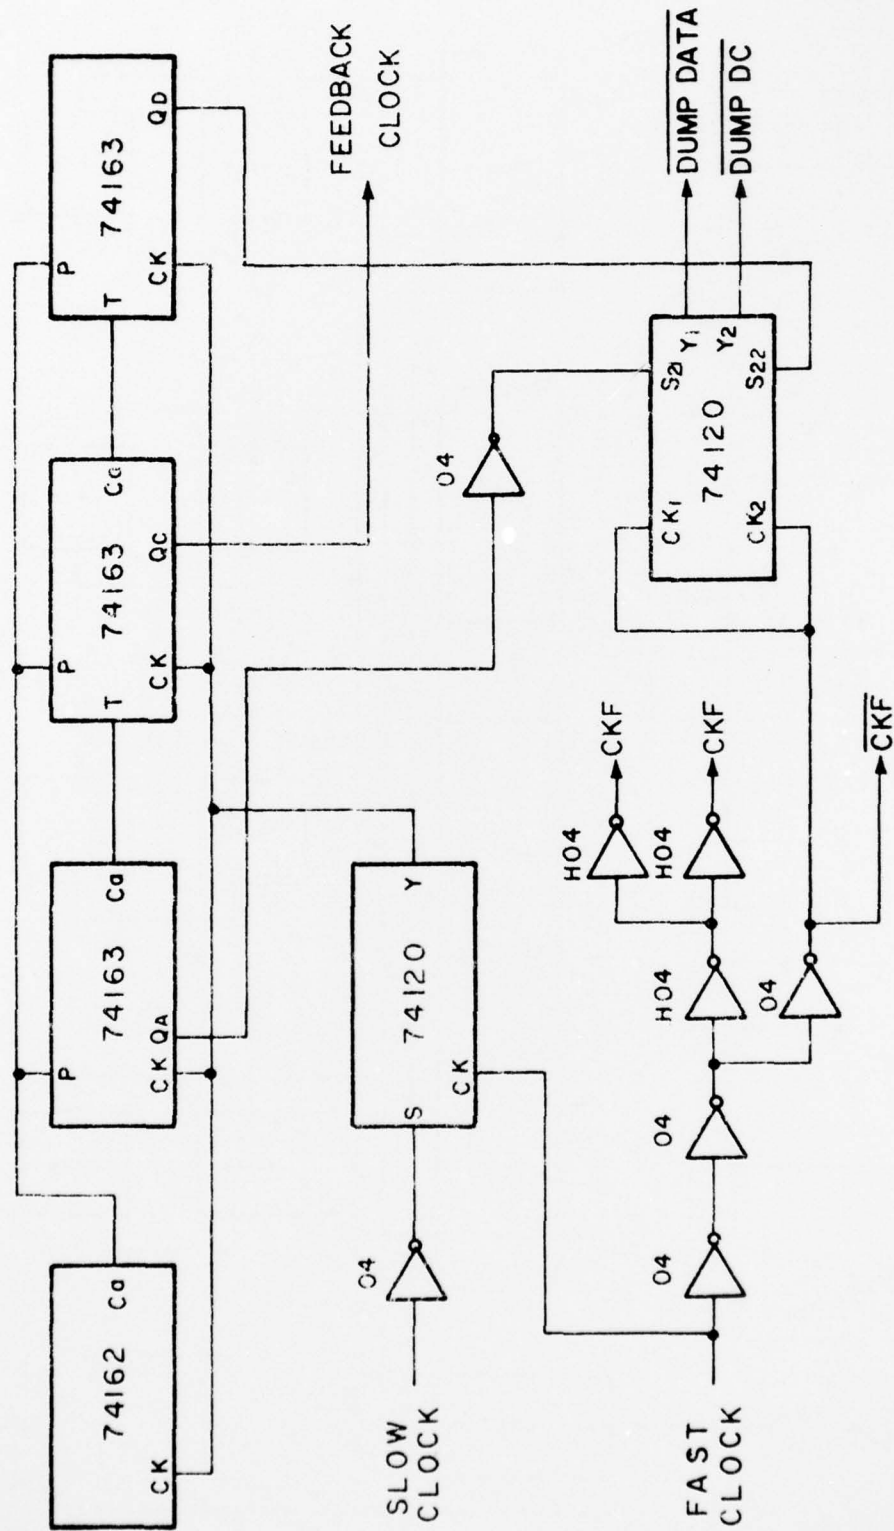 74162
CK
Ca
74163
P
CK
QA
Ca
74163
P
T
CK
QC
Ca
74163
P
T
CK
QD
FEEDBACK
CLOCK
SLOW
CLOCK
04
74120
S
CK
Y
04
74120
CK1
CK2
S21
Y1
Y2
S22
DUMP DATA
DUMP DC
FAST
CLOCK
04
04
H04
04
H04
H04
CKF
CKF
CKF